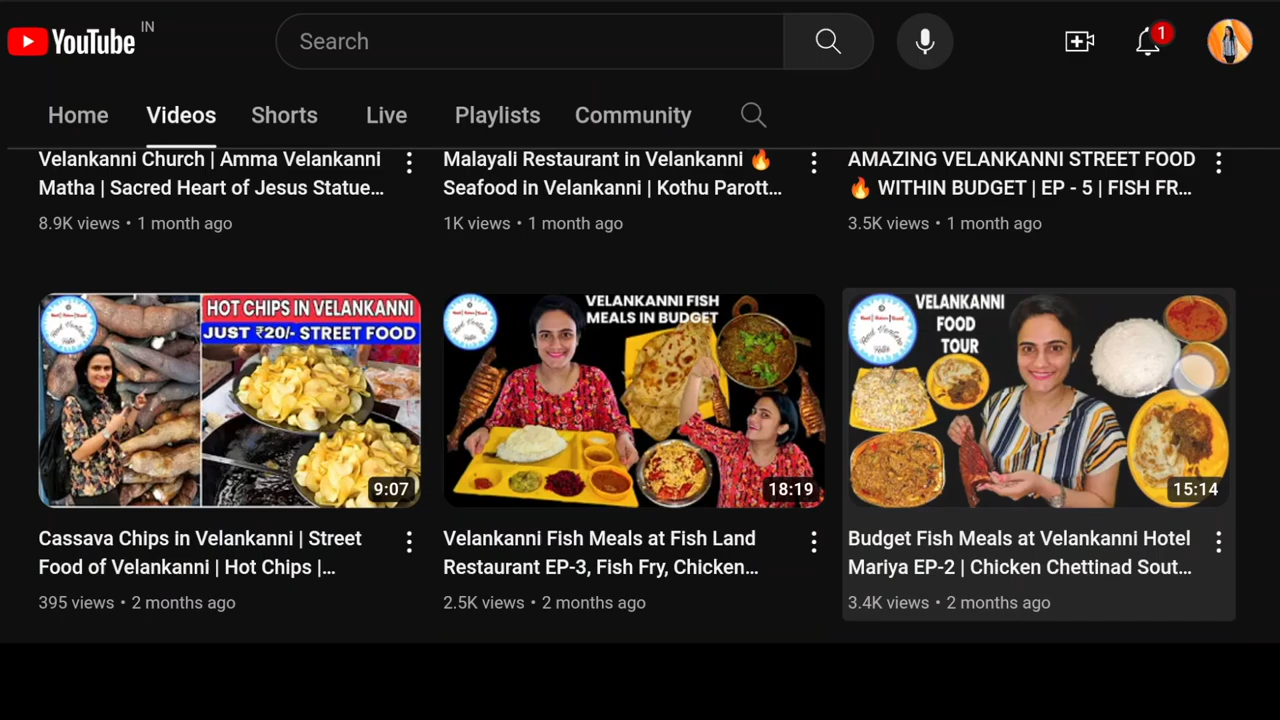 YouTube IN
Search
1
Home Videos Shorts Live Playlists Community
Velankanni Church | Amma Velankanni
Matha | Sacred Heart of Jesus Statue...
8.9K views • 1 month ago
Malayali Restaurant in Velankanni 🔥
Seafood in Velankanni | Kothu Parott...
1K views • 1 month ago
AMAZING VELANKANNI STREET FOOD
🔥 WITHIN BUDGET | EP - 5 | FISH FR...
3.5K views • 1 month ago
HOT CHIPS IN VELANKANNI
JUST ₹20/- STREET FOOD
9:07
Cassava Chips in Velankanni | Street
Food of Velankanni | Hot Chips |...
395 views • 2 months ago
VELANKANNI FISH
MEALS IN BUDGET
18:19
Velankanni Fish Meals at Fish Land
Restaurant EP-3, Fish Fry, Chicken...
2.5K views • 2 months ago
VELANKANNI
FOOD
TOUR
15:14
Budget Fish Meals at Velankanni Hotel
Mariya EP-2 | Chicken Chettinad Sout...
3.4K views • 2 months ago